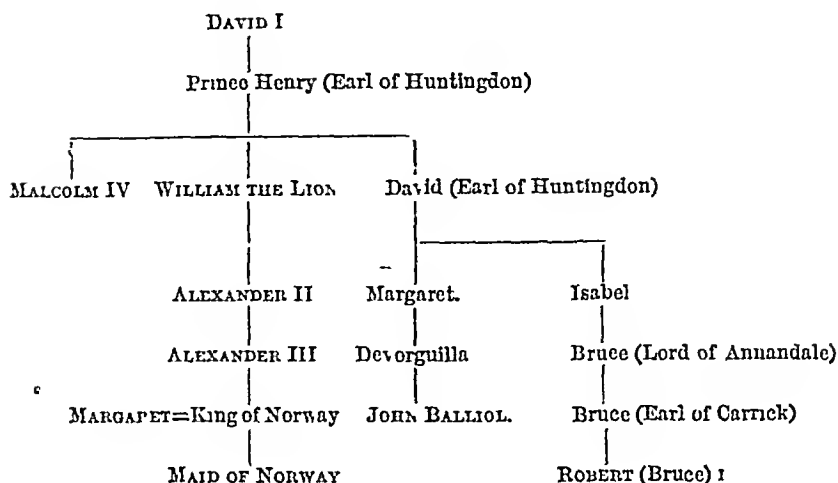 DAVID I
Prince Henry (Earl of Huntingdon)
MALCOLM IV WILLIAM THE LION David (Earl of Huntingdon)
ALEXANDER II Margaret. Isabel
ALEXANDER III Devorguilla Bruce (Lord of Annandale)
MARGARET=King of Norway JOHN BALLIOL. Bruce (Earl of Carrick)
MAID OF NORWAY ROBERT (Bruce) I